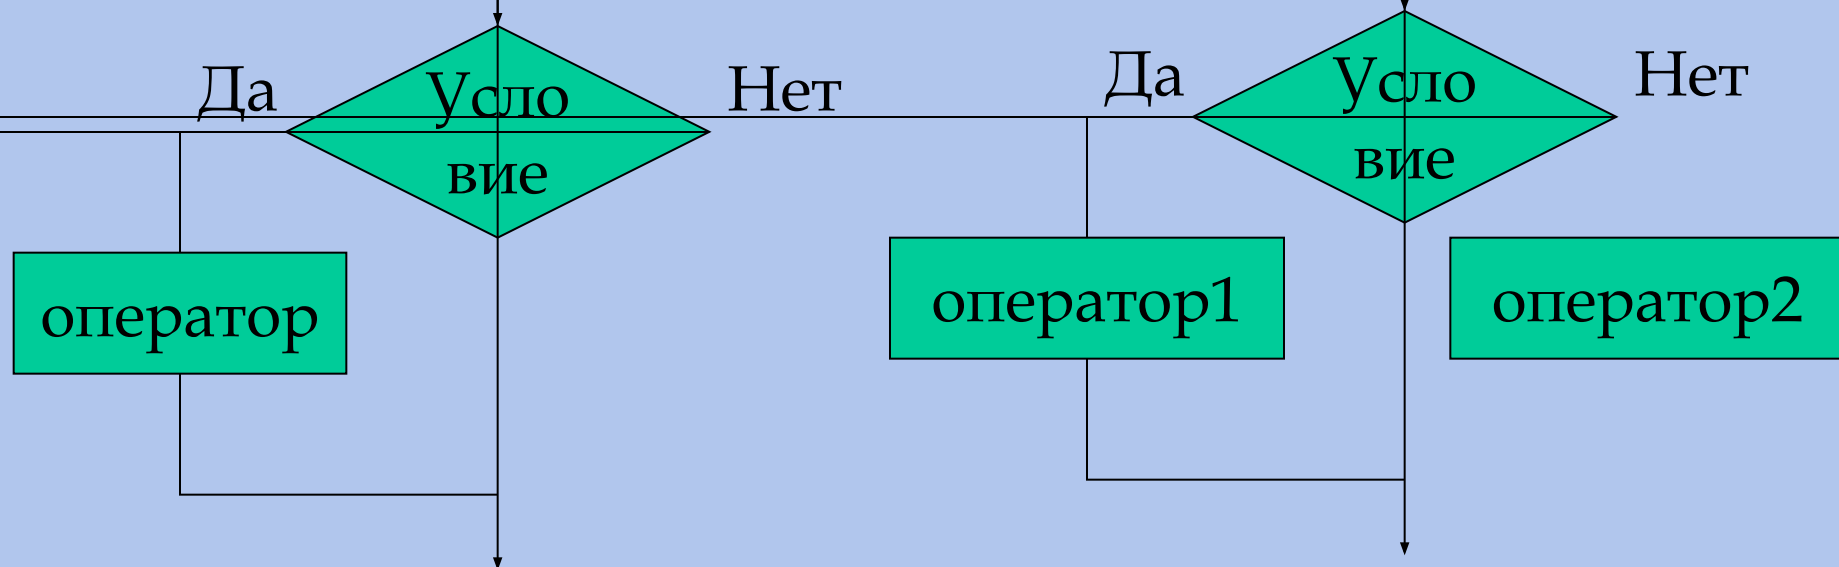 Да
Усло
вие
Нет
оператор
Да
Усло
вие
Нет
оператор1
оператор2